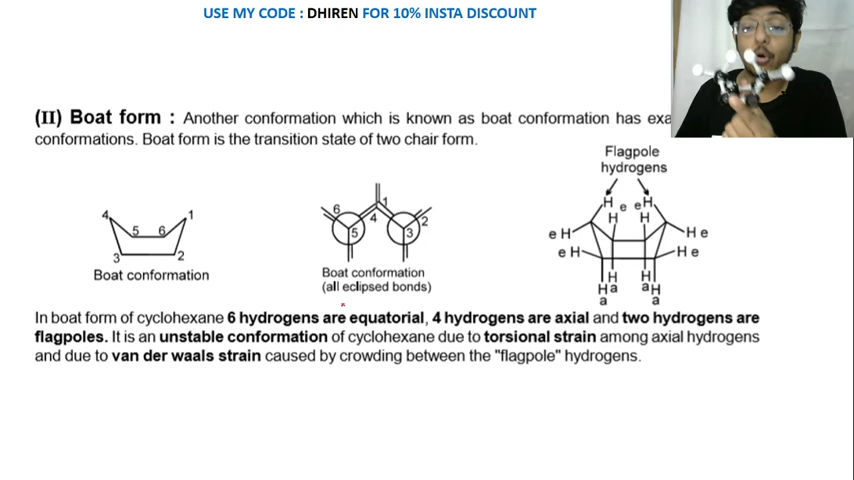 USE MY CODE : DHIREN FOR 10% INSTA DISCOUNT
(II) Boat form : Another conformation which is known as boat conformation has
conformations. Boat form is the transition state of two chair form.
Flagpole
hydrogens
4 1
5 6
3 2
Boat conformation
6 1
4 2
5 3
Boat conformation
(all eclipsed bonds)
H e eH
H H
e H H e
e H H e
H H
Ha aH
a a
In boat form of cyclohexane 6 hydrogens are equatorial, 4 hydrogens are axial and two hydrogens are
flagpoles. It is an unstable conformation of cyclohexane due to torsional strain among axial hydrogens
and due to van der waals strain caused by crowding between the "flagpole" hydrogens.